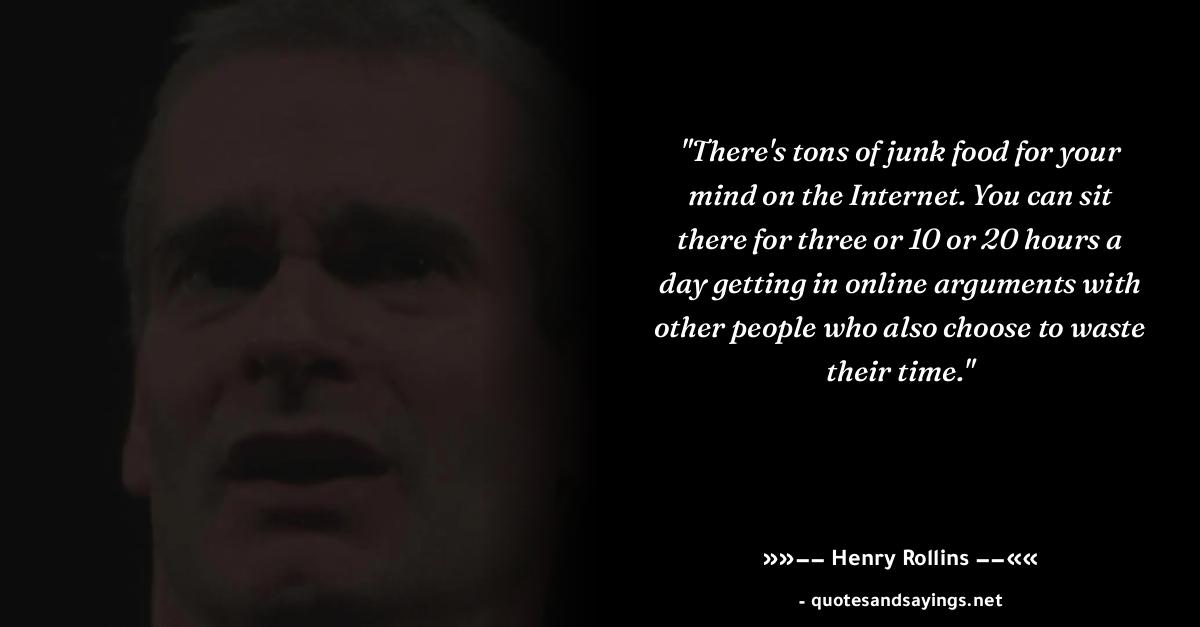 "There's tons of junk food for your
mind on the Internet. You can sit
there for three or 10 or 20 hours a
day getting in online arguments with
other people who also choose to waste
their time."
»»−− Henry Rollins −−««
- quotesandsayings.net